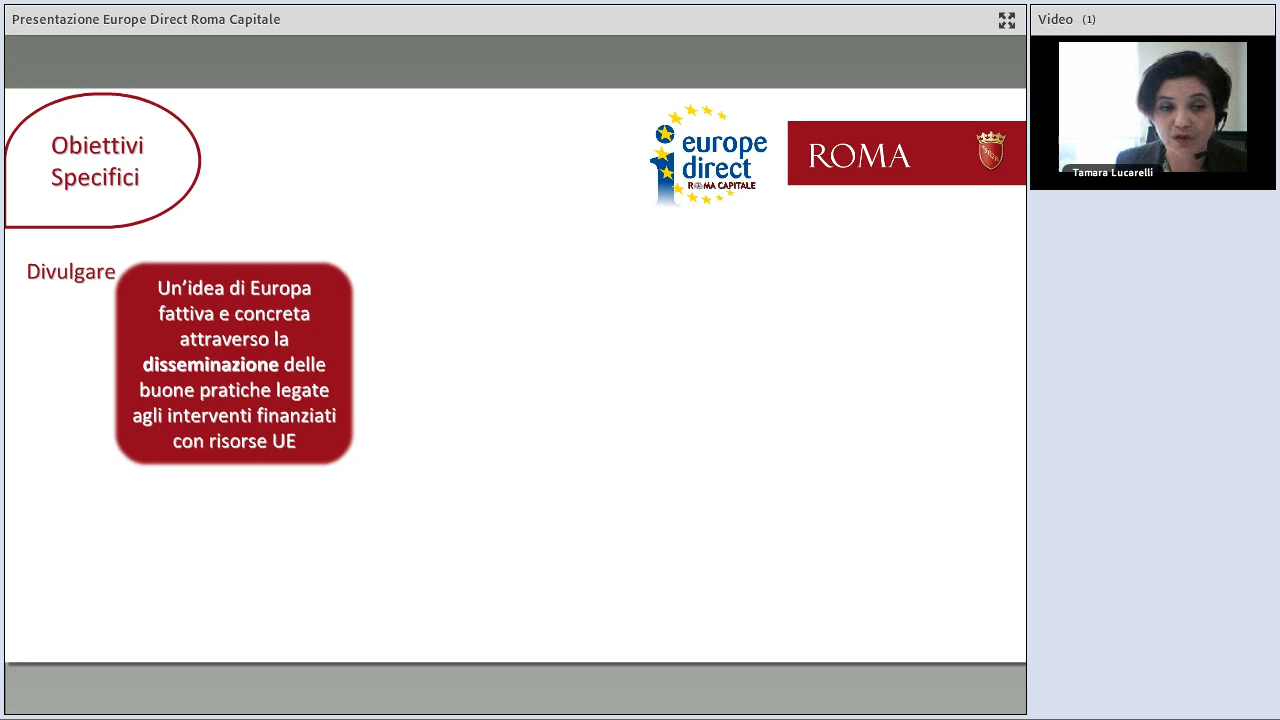 Presentazione Europe Direct Roma Capitale
Video (1)
Tamara Lucarelli
Obiettivi
Specifici
europe
direct
ROMA CAPITALE
ROMA
SPQR
Divulgare
Un’idea di Europa
fattiva e concreta
attraverso la
disseminazione delle
buone pratiche legate
agli interventi finanziati
con risorse UE